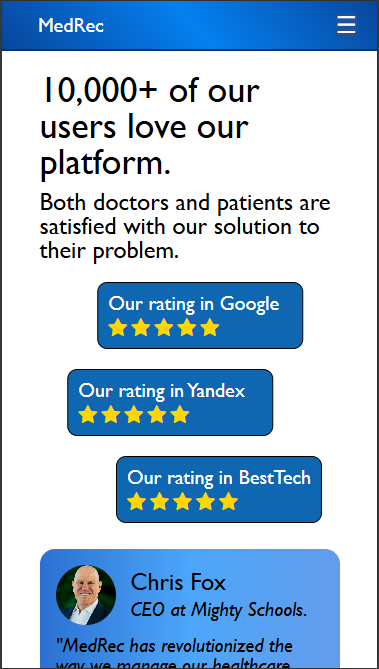 MedRec
10,000+ of our
users love our
platform.
Both doctors and patients are
satisfied with our solution to
their problem.
Our rating in Google
Our rating in Yandex
Our rating in BestTech
Chris Fox
CEO at Mighty Schools.
"MedRec has revolutionized the
way we manage our healthcare